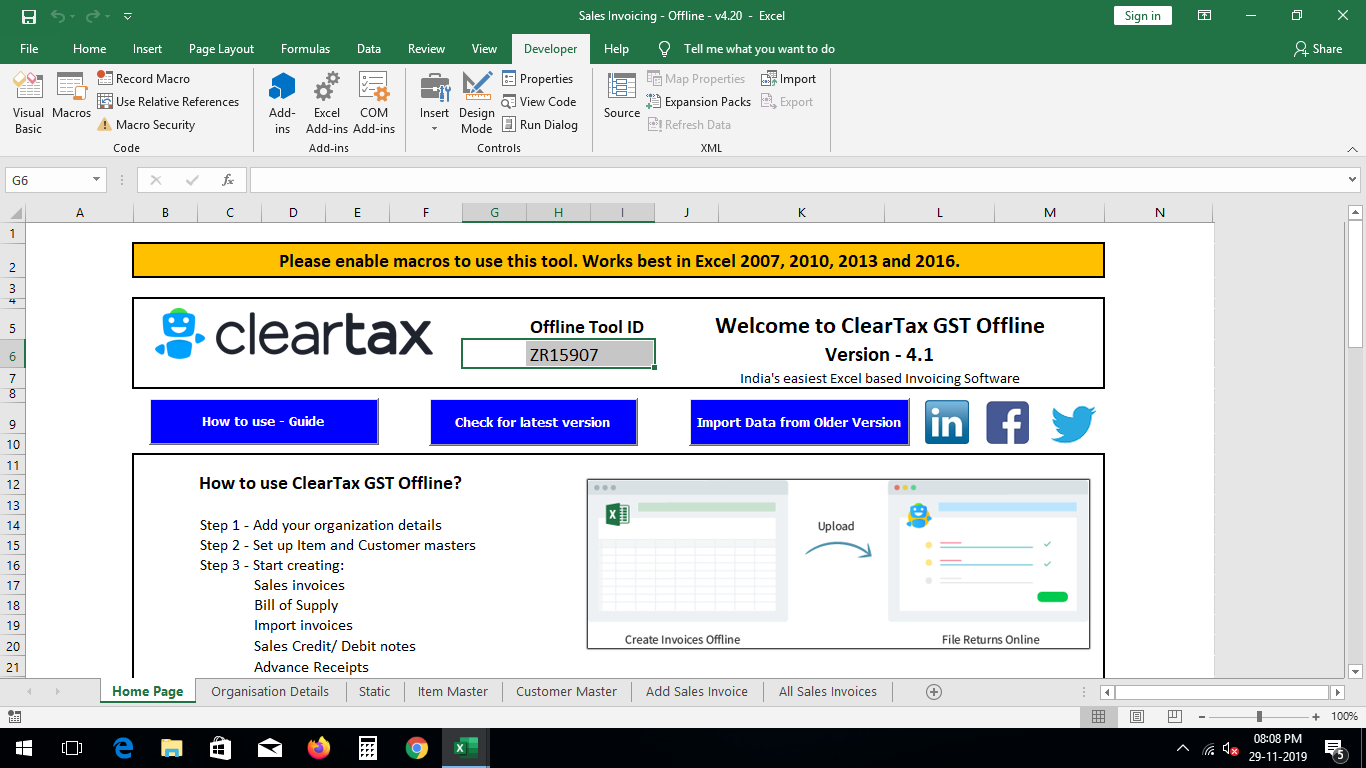 Sales Invoicing - Offline - v4.20 - Excel
Sign in
File Home Insert Page Layout Formulas Data Review View Developer Help Tell me what you want to do Share
Visual Basic
Macros
Record Macro
Use Relative References
Macro Security
Code
Add-ins
Excel Add-ins
COM Add-ins
Add-ins
Insert
Design Mode
Properties
View Code
Run Dialog
Controls
Source
Map Properties
Expansion Packs
Refresh Data
Import
Export
XML
G6
fx
A B C D E F G H I J K L M N
1
2
3
4
5
6
7
8
9
10
11
12
13
14
15
16
17
18
19
20
21
Please enable macros to use this tool. Works best in Excel 2007, 2010, 2013 and 2016.
cleartax
Offline Tool ID
ZR15907
Welcome to ClearTax GST Offline
Version - 4.1
India's easiest Excel based Invoicing Software
How to use - Guide
Check for latest version
Import Data from Older Version
in
f
How to use ClearTax GST Offline?
Step 1 - Add your organization details
Step 2 - Set up Item and Customer masters
Step 3 - Start creating:
Sales invoices
Bill of Supply
Import invoices
Sales Credit/ Debit notes
Advance Receipts
X
Upload
Create Invoices Offline
File Returns Online
Home Page Organisation Details Static Item Master Customer Master Add Sales Invoice All Sales Invoices
100%
08:08 PM
29-11-2019
5